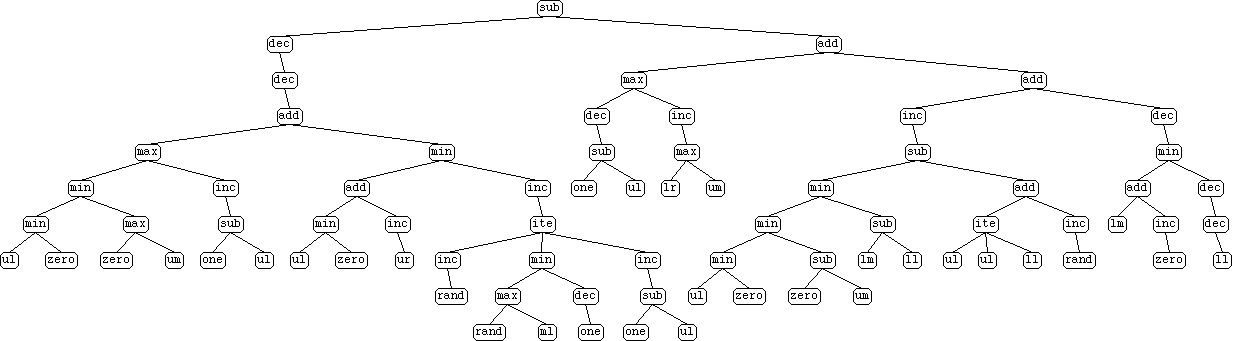 sub
dec add
dec max add
add dec inc inc dec
max min sub max sub min
min inc add inc one ul lr um min add add dec
min max sub min inc ite min sub ite inc lm inc dec
ul zero zero um one ul ul zero ur inc min inc min sub lm ll ul ul ll rand zero ll
rand max dec sub ul zero zero um
rand ml one one ul